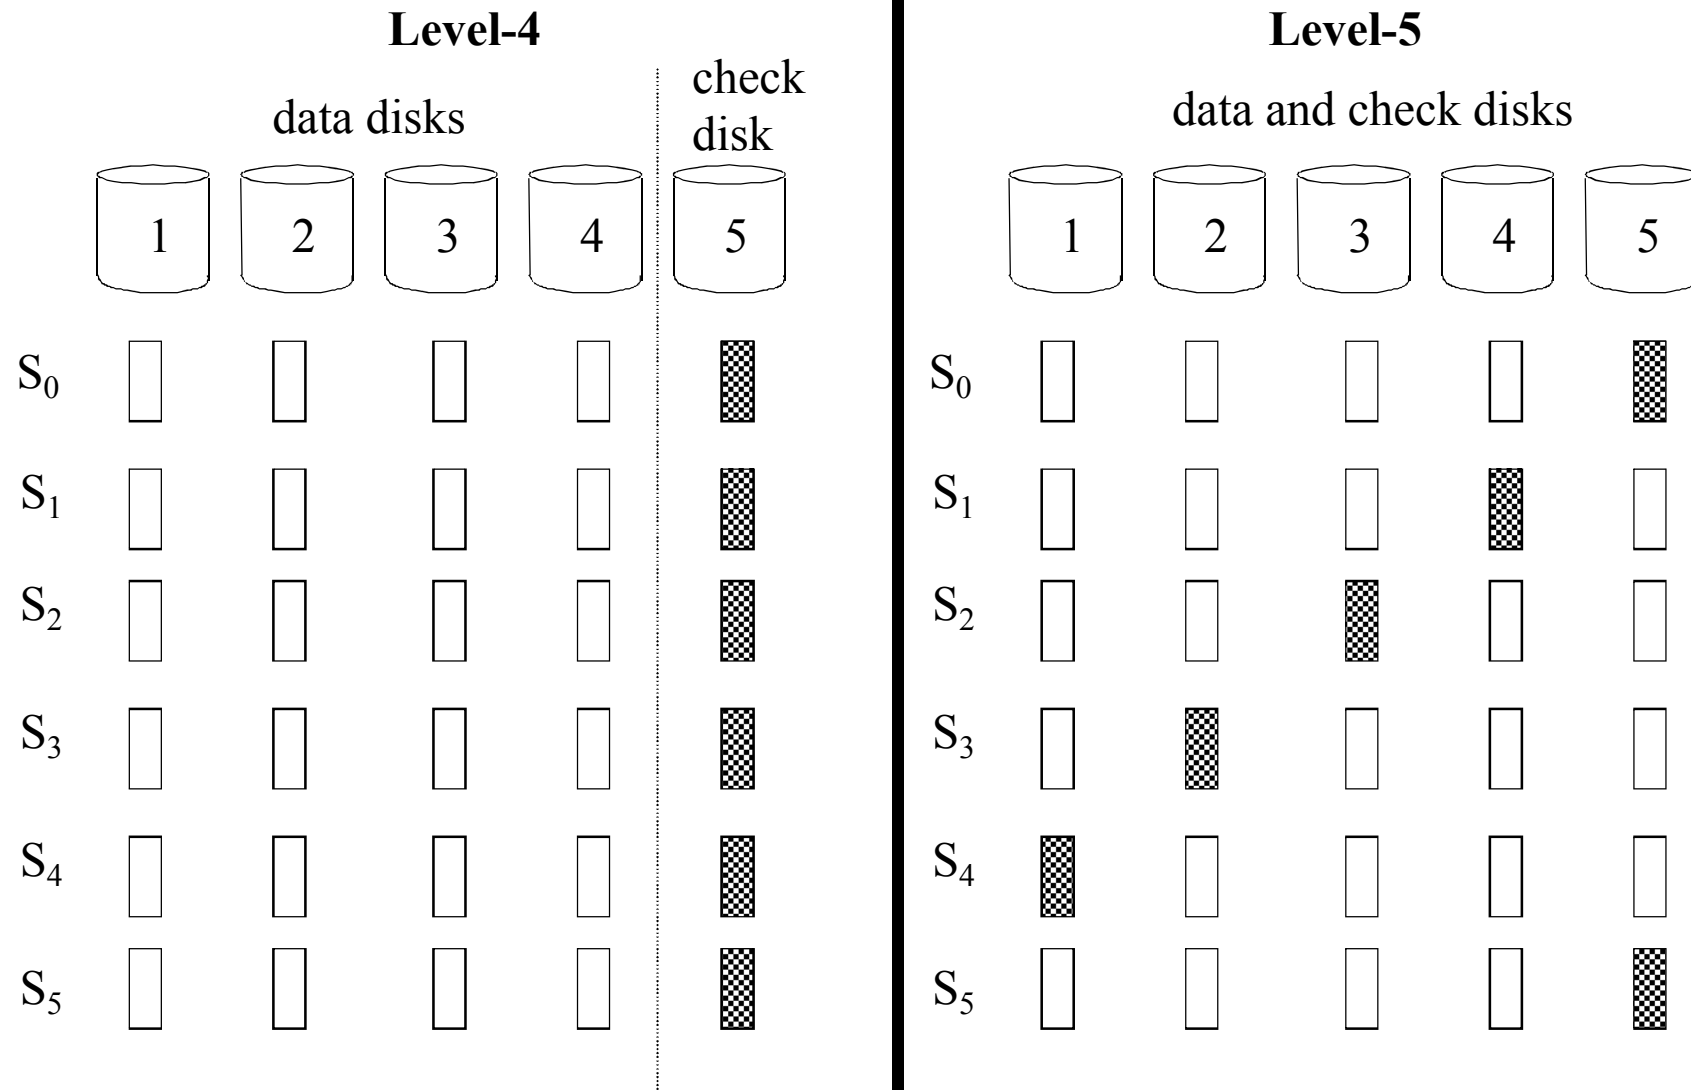 Level-4
data disks
check
disk
1 2 3 4 5
S0
S1
S2
S3
S4
S5
Level-5
data and check disks
1 2 3 4 5
S0
S1
S2
S3
S4
S5